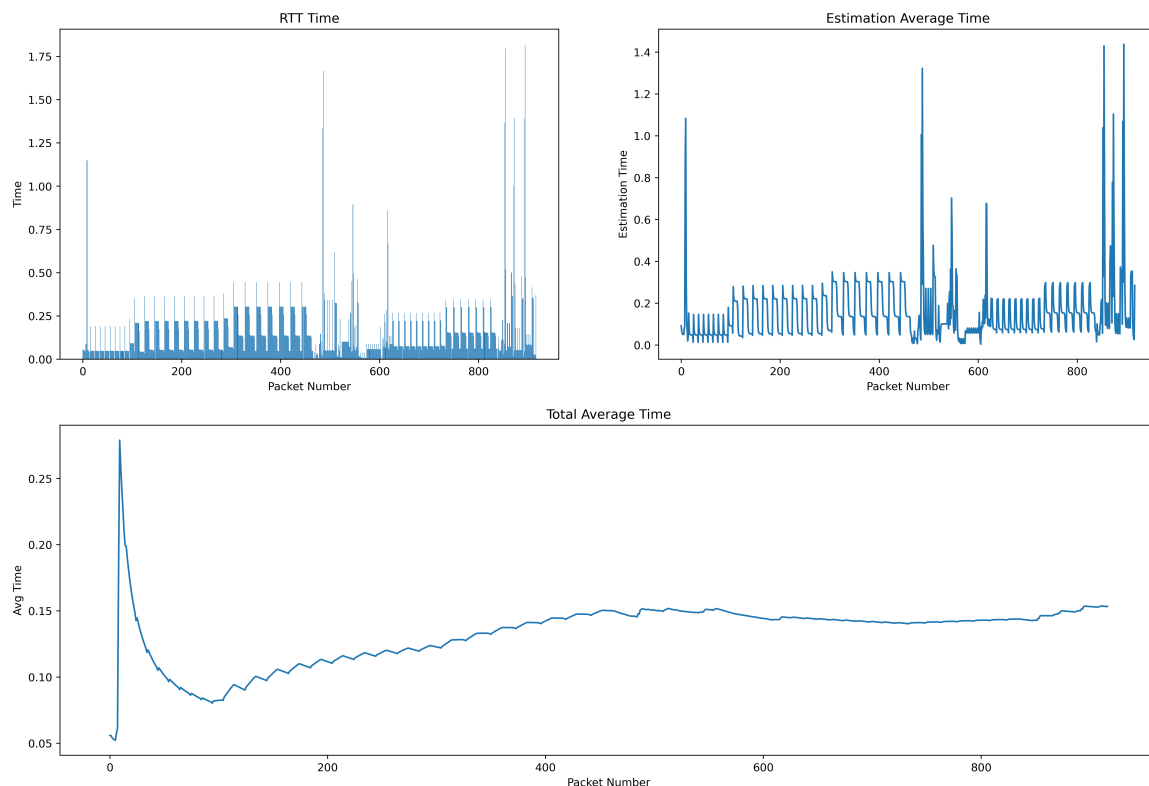 RTT Time
Time
1.75
1.50
1.25
1.00
0.75
0.50
0.25
0.00
0 200 400 600 800
Packet Number
Estimation Average Time
Estimation Time
1.4
1.2
1.0
0.8
0.6
0.4
0.2
0.0
0 200 400 600 800
Packet Number
Total Average Time
Avg Time
0.25
0.20
0.15
0.10
0.05
0 200 400 600 800
Packet Number